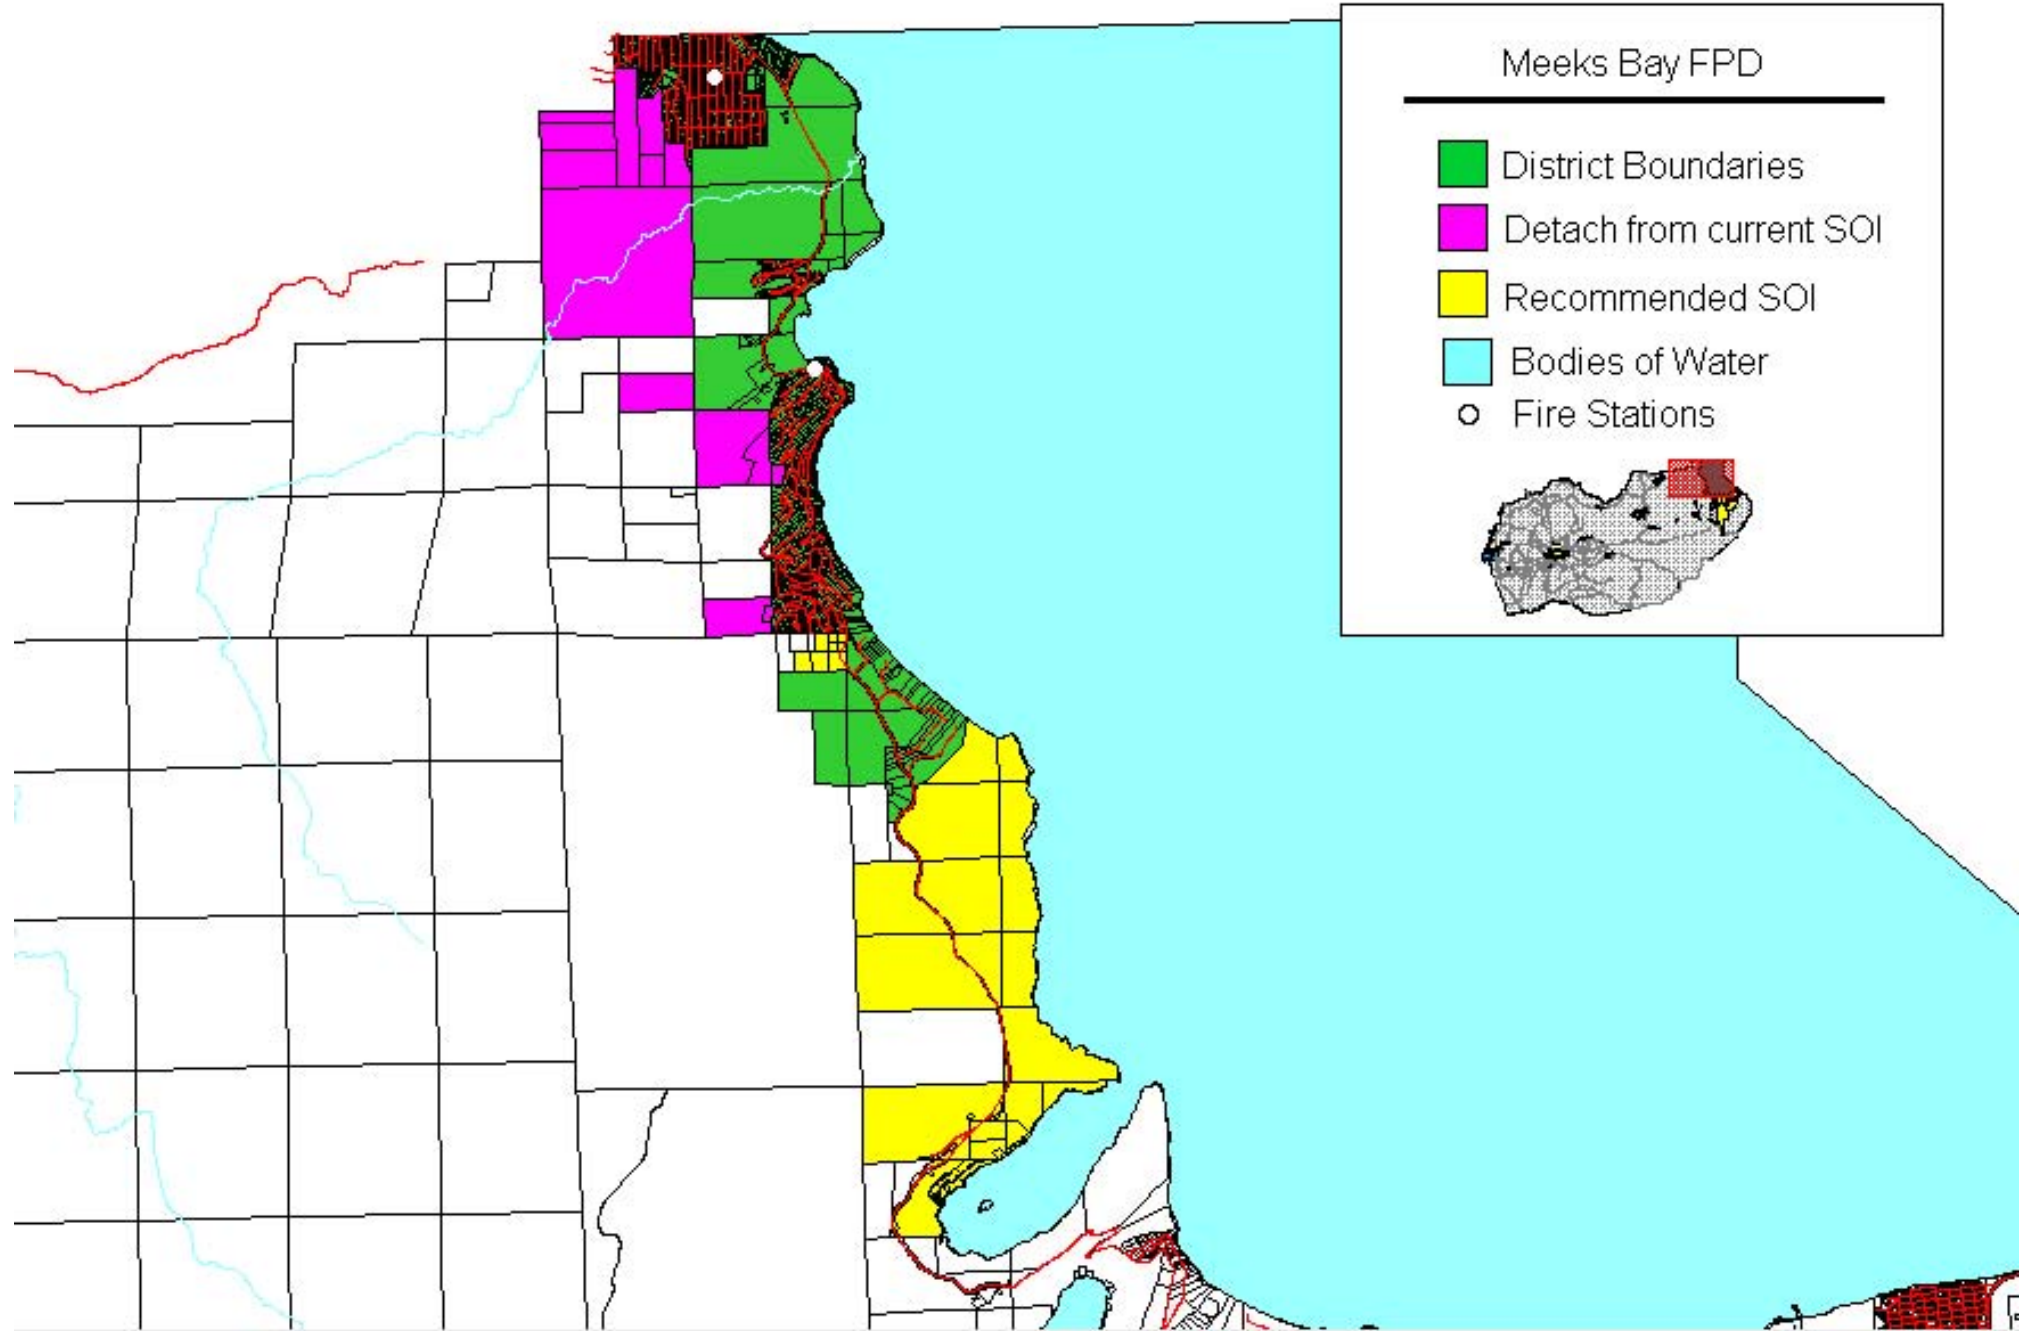 Meeks Bay FPD
District Boundaries
Detach from current SOI
Recommended SOI
Bodies of Water
Fire Stations